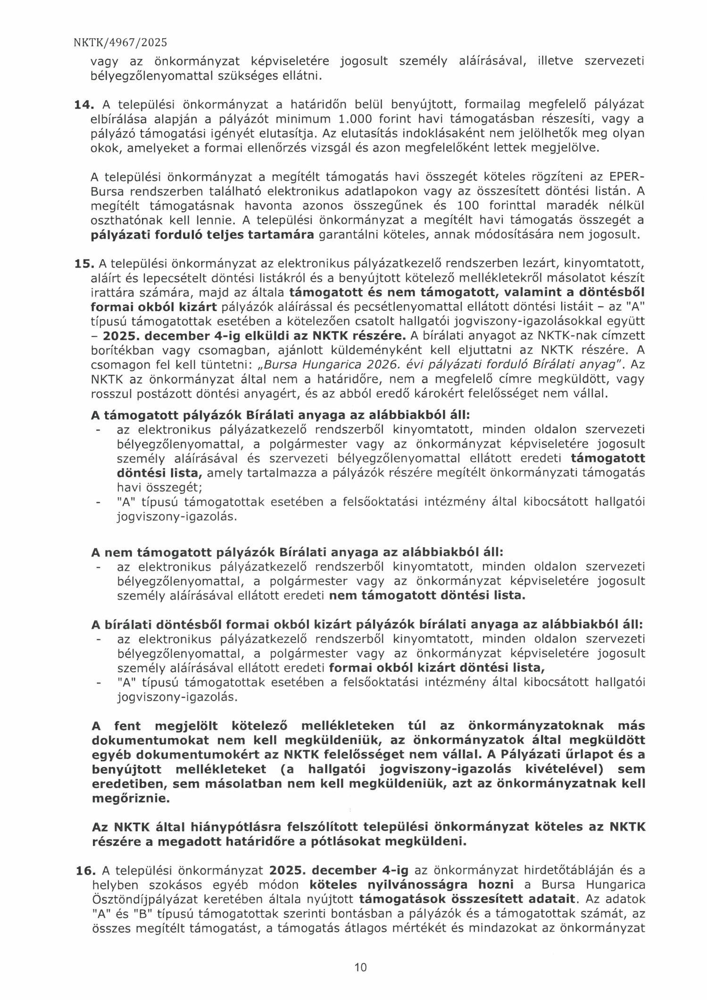 NKTK/4967/2025
vagy az önkormányzat képviseletére jogosult személy aláírásával, illetve szervezeti
bélyegzőlenyomattal szükséges ellátni.
14. A települési önkormányzat a határidőn belül benyújtott, formailag megfelelő pályázat
elbírálása alapján a pályázót minimum 1.000 forint havi támogatásban részesíti, vagy a
pályázó támogatási igényét elutasítja. Az elutasítás indoklásaként nem jelölhetők meg olyan
okok, amelyeket a formai ellenőrzés vizsgál és azon megfelelőként lettek megjelölve.
A települési önkormányzat a megítélt támogatás havi összegét köteles rögzíteni az EPER-
Bursa rendszerben található elektronikus adatlapokon vagy az összesített döntési listán. A
megítélt támogatásnak havonta azonos összegűnek és 100 forinttal maradék nélkül
oszthatónak kell lennie. A települési önkormányzat a megítélt havi támogatás összegét a
pályázati forduló teljes tartamára garantálni köteles, annak módosítására nem jogosult.
15. A települési önkormányzat az elektronikus pályázatkezelő rendszerben lezárt, kinyomtatott,
aláírt és lepecsételt döntési listákról és a benyújtott kötelező mellékletekről másolatot készít
irattára számára, majd az általa támogatott és nem támogatott, valamint a döntésből
formai okból kizárt pályázók aláírással és pecsétlenyomattal ellátott döntési listáit – az "A"
típusú támogatottak esetében a kötelezően csatolt hallgatói jogviszony-igazolásokkal együtt
– 2025. december 4-ig elküldi az NKTK részére. A bírálati anyagot az NKTK-nak címzett
borítékban vagy csomagban, ajánlott küldeményként kell eljuttatni az NKTK részére. A
csomagon fel kell tüntetni: „Bursa Hungarica 2026. évi pályázati forduló Bírálati anyag". Az
NKTK az önkormányzat által nem a határidőre, nem a megfelelő címre megküldött, vagy
rosszul postázott döntési anyagért, és az abból eredő károkért felelősséget nem vállal.
A támogatott pályázók Bírálati anyaga az alábbiakból áll:
- az elektronikus pályázatkezelő rendszerből kinyomtatott, minden oldalon szervezeti
bélyegzőlenyomattal, a polgármester vagy az önkormányzat képviseletére jogosult
személy aláírásával és szervezeti bélyegzőlenyomattal ellátott eredeti támogatott
döntési lista, amely tartalmazza a pályázók részére megítélt önkormányzati támogatás
havi összegét;
- "A" típusú támogatottak esetében a felsőoktatási intézmény által kibocsátott hallgatói
jogviszony-igazolás.
A nem támogatott pályázók Bírálati anyaga az alábbiakból áll:
- az elektronikus pályázatkezelő rendszerből kinyomtatott, minden oldalon szervezeti
bélyegzőlenyomattal, a polgármester vagy az önkormányzat képviseletére jogosult
személy aláírásával ellátott eredeti nem támogatott döntési lista.
A bírálati döntésből formai okból kizárt pályázók bírálati anyaga az alábbiakból áll:
- az elektronikus pályázatkezelő rendszerből kinyomtatott, minden oldalon szervezeti
bélyegzőlenyomattal, a polgármester vagy az önkormányzat képviseletére jogosult
személy aláírásával ellátott eredeti formai okból kizárt döntési lista,
- "A" típusú támogatottak esetében a felsőoktatási intézmény által kibocsátott hallgatói
jogviszony-igazolás.
A fent megjelölt kötelező mellékleteken túl az önkormányzatoknak más
dokumentumokat nem kell megküldeniük, az önkormányzatok által megküldött
egyéb dokumentumokért az NKTK felelősséget nem vállal. A Pályázati űrlapot és a
benyújtott mellékleteket (a hallgatói jogviszony-igazolás kivételével) sem
eredetiben, sem másolatban nem kell megküldeniük, azt az önkormányzatnak kell
megőriznie.
Az NKTK által hiánypótlásra felszólított települési önkormányzat köteles az NKTK
részére a megadott határidőre a pótlásokat megküldeni.
16. A települési önkormányzat 2025. december 4-ig az önkormányzat hirdetőtábláján és a
helyben szokásos egyéb módon köteles nyilvánosságra hozni a Bursa Hungarica
Ösztöndíjpályázat keretében általa nyújtott támogatások összesített adatait. Az adatok
"A" és "B" típusú támogatottak szerinti bontásban a pályázók és a támogatottak számát, az
összes megítélt támogatást, a támogatás átlagos mértékét és mindazokat az önkormányzat
10